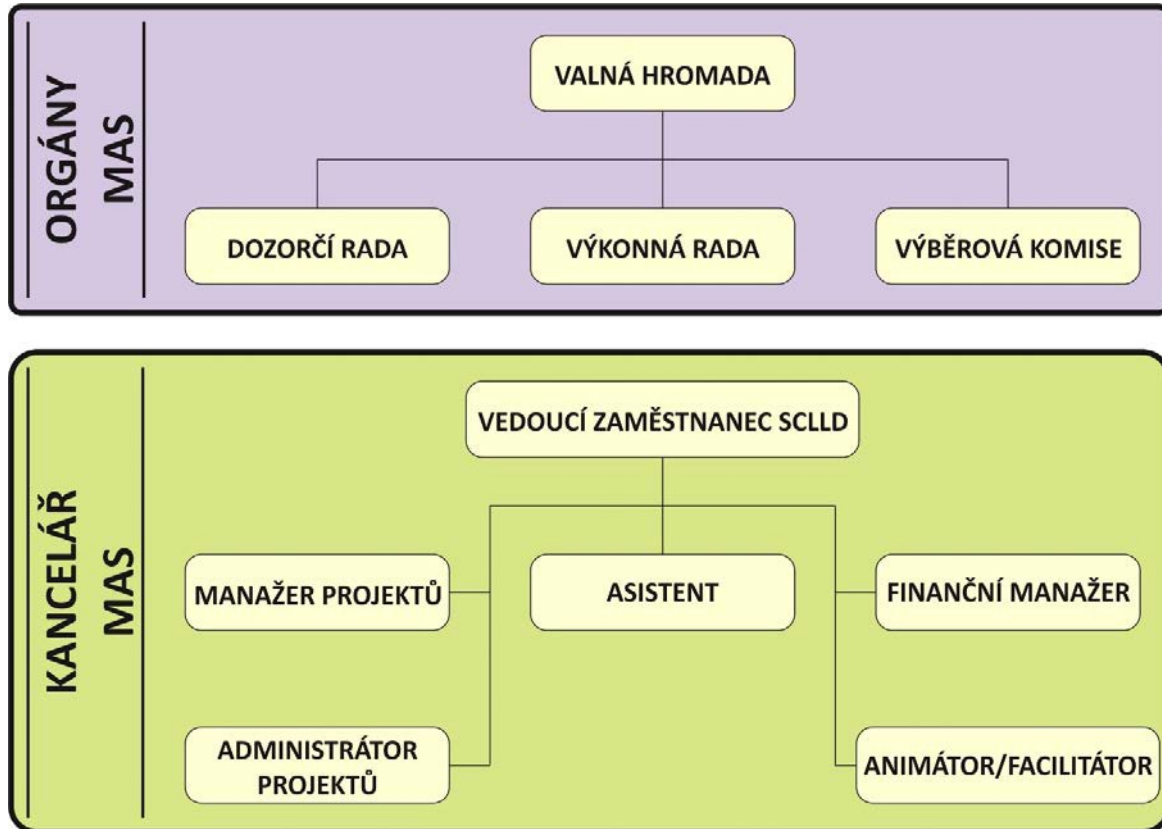 ORGÁNY
MAS
VALNÁ HROMADA
DOZORČÍ RADA
VÝKONNÁ RADA
VÝBĚROVÁ KOMISE
KANCELÁŘ
MAS
VEDOUCÍ ZAMĚSTNANEC SCLLD
MANAŽER PROJEKTŮ
ASISTENT
FINANČNÍ MANAŽER
ADMINISTRÁTOR
PROJEKTŮ
ANIMÁTOR/FACILITÁTOR